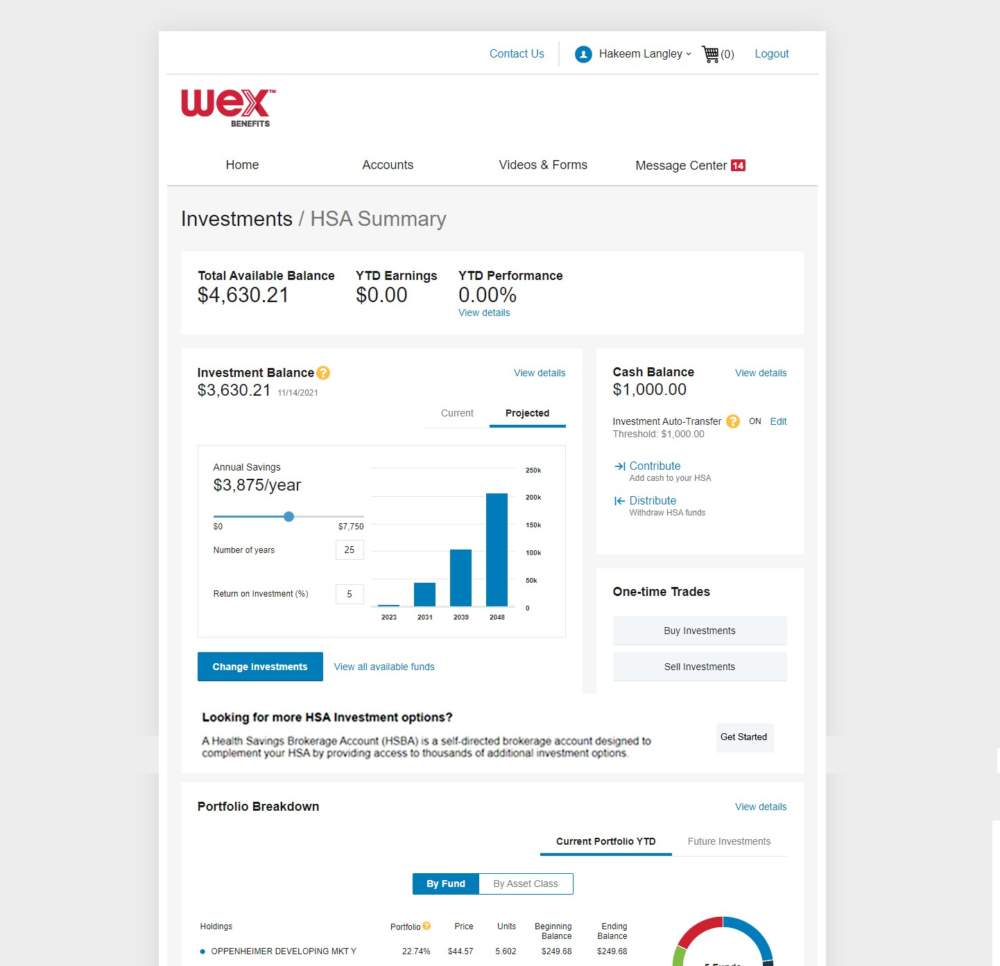 Contact Us
Hakeem Langley
(0)
Logout
wex™
BENEFITS
Home
Accounts
Videos & Forms
Message Center 14
Investments / HSA Summary
Total Available Balance
$4,630.21
YTD Earnings
$0.00
YTD Performance
0.00%
View details
Investment Balance ?
View details
$3,630.21 11/14/2021
Current
Projected
Annual Savings
$3,875/year
$0
$7,750
Number of years
25
Return on Investment (%)
5
250k
200k
150k
100k
50k
0
2023
2031
2039
2048
Change Investments
View all available funds
Cash Balance
View details
$1,000.00
Investment Auto-Transfer ? ON Edit
Threshold: $1,000.00
Contribute
Add cash to your HSA
Distribute
Withdraw HSA funds
One-time Trades
Buy Investments
Sell Investments
Looking for more HSA Investment options?
A Health Savings Brokerage Account (HSBA) is a self-directed brokerage account designed to
complement your HSA by providing access to thousands of additional investment options.
Get Started
Portfolio Breakdown
View details
Current Portfolio YTD
Future Investments
By Fund
By Asset Class
Holdings
Portfolio ?
Price
Units
Beginning
Balance
Ending
Balance
OPPENHEIMER DEVELOPING MKT Y
22.74%
$44.57
5.602
$249.68
$249.68